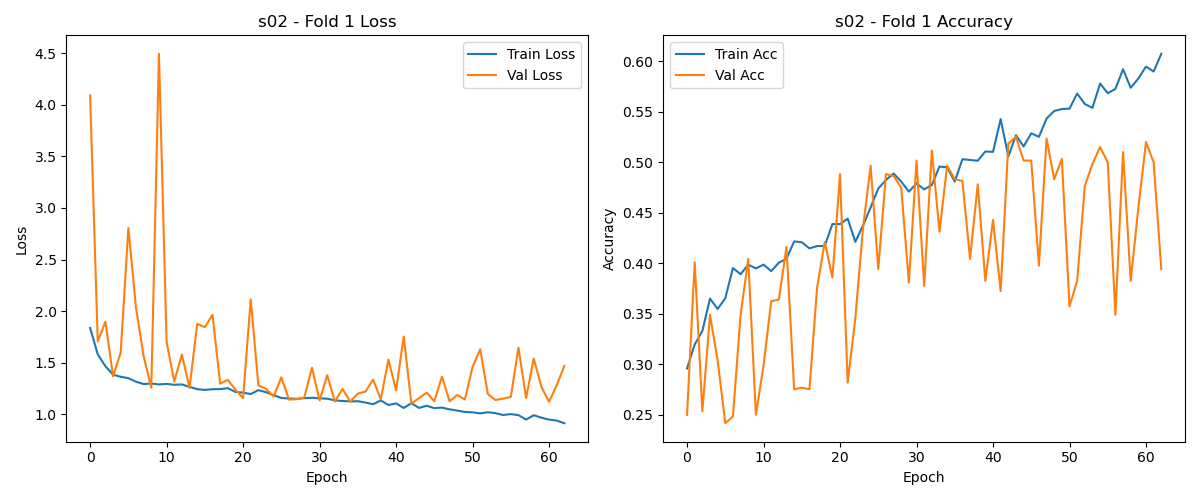 s02 - Fold 1 Loss
Train Loss
Val Loss
4.5
4.0
3.5
3.0
2.5
2.0
1.5
1.0
Loss
0 10 20 30 40 50 60
Epoch
s02 - Fold 1 Accuracy
Train Acc
Val Acc
0.60
0.55
0.50
0.45
0.40
0.35
0.30
0.25
Accuracy
0 10 20 30 40 50 60
Epoch